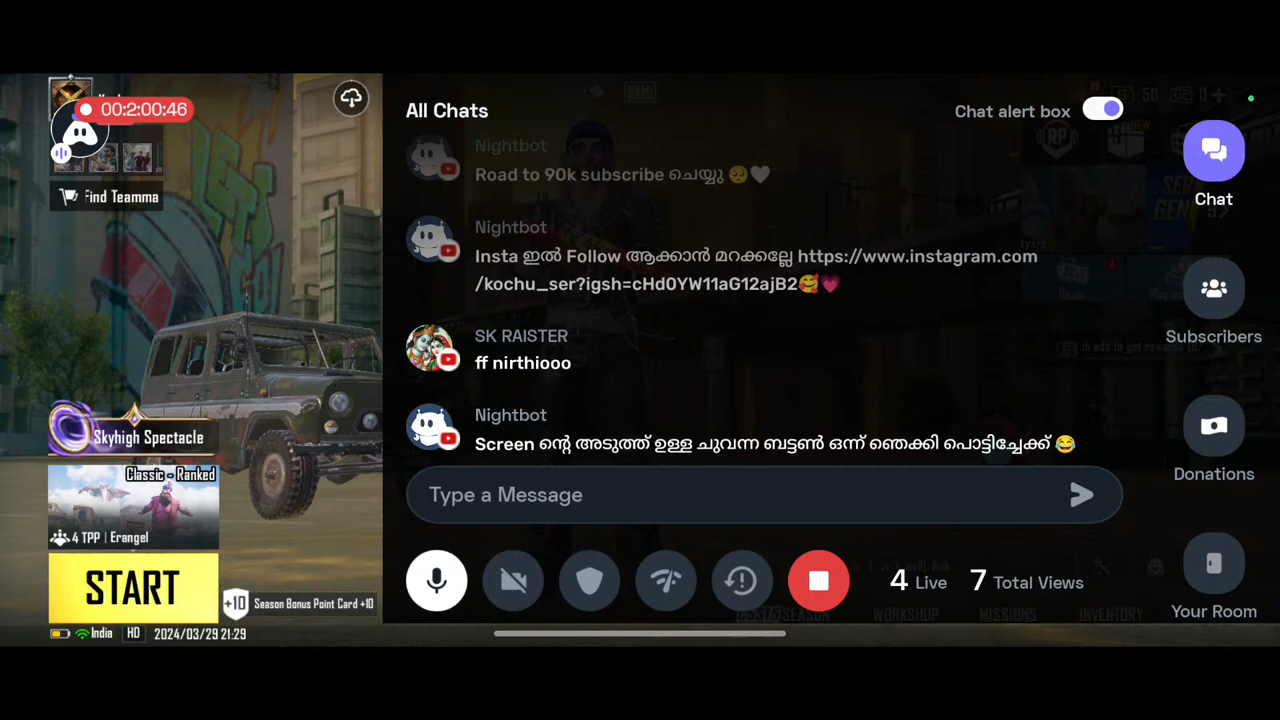 00:2:00:46
Find Teamma
Skyhigh Spectacle
Classic - Ranked
4 TPP | Erangel
START
+10 Season Bonus Point Card +10
India HD 2024/03/29 21:29
All Chats
Chat alert box
Nightbot
Road to 90k subscribe ചെയ്യു 🥺🤍
Nightbot
Insta ഇൽ Follow ആക്കാൻ മറക്കല്ലേ https://www.instagram.com
/kochu_ser?igsh=cHd0YW11aG12ajB2🥰💗
SK RAISTER
ff nirthiooo
Nightbot
Screen ന്റെ അടുത്ത് ഉള്ള ചുവന്ന ബട്ടൺ ഒന്ന് ഞെക്കി പൊട്ടിച്ചേക്ക് 😂
Type a Message
4 Live 7 Total Views
WORKSHOP MISSIONS INVENTORY
Chat
Subscribers
Donations
Your Room